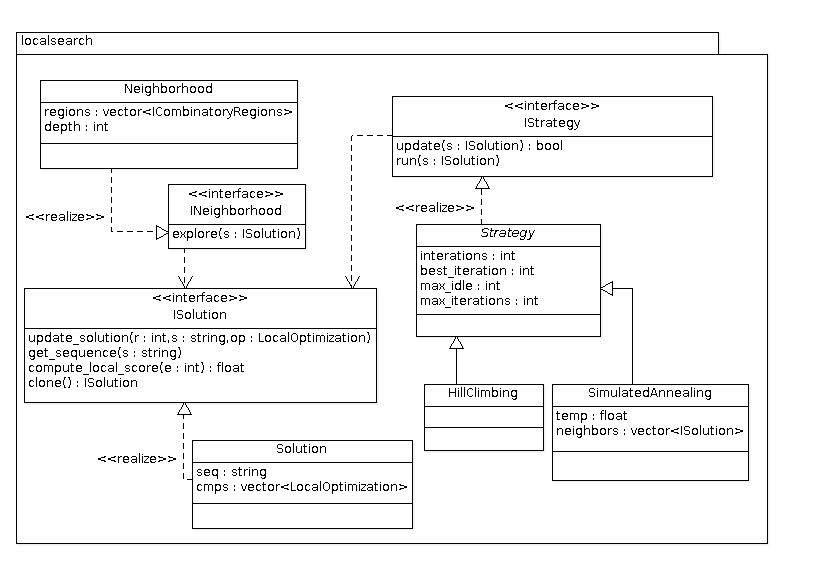 localsearch
Neighborhood
regions : vector<ICombinatoryRegions>
depth : int
<<realize>>
<<interface>>
INeighborhood
explore(s : ISolution)
<<interface>>
ISolution
update_solution(r : int,s : string,op : LocalOptimization)
get_sequence(s : string)
compute_local_score(e : int) : float
clone() : ISolution
<<realize>>
Solution
seq : string
cmps : vector<LocalOptimization>
<<interface>>
IStrategy
update(s : ISolution) : bool
run(s : ISolution)
<<realize>>
Strategy
interations : int
best_iteration : int
max_idle : int
max_iterations : int
HillClimbing
SimulatedAnnealing
temp : float
neighbors : vector<ISolution>